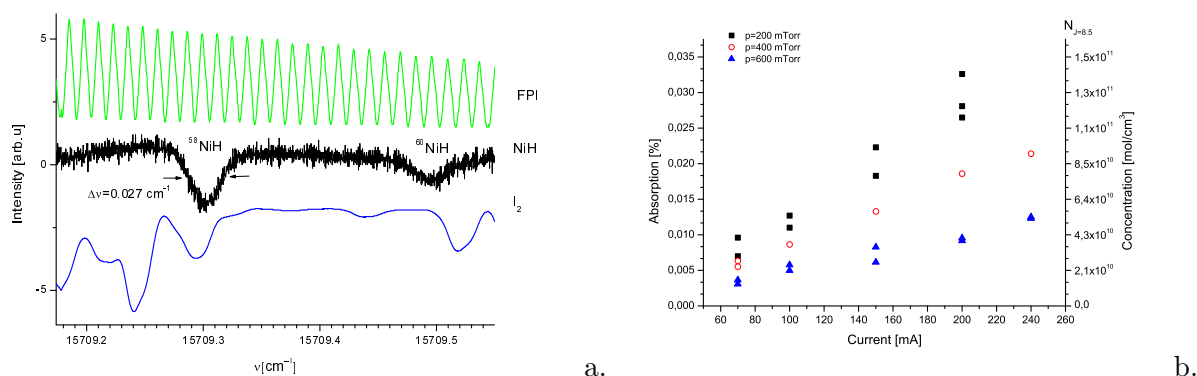 5
0
-5
Intensity [arb.u]
FPI
NiH
I2
58NiH
60NiH
Δν=0.027 cm⁻¹
15709.2
15709.3
15709.4
15709.5
ν[cm⁻¹]
a.
p=200 mTorr
p=400 mTorr
p=600 mTorr
NJ=8.5
0,035
0,030
0,025
0,020
0,015
0,010
0,005
0,000
Absorption [%]
1,5x10¹¹
1,3x10¹¹
1,1x10¹¹
8,5x10¹⁰
6,4x10¹⁰
4,3x10¹⁰
2,1x10¹⁰
0,0
Concentration [mol/cm³]
60 80 100 120 140 160 180 200 220 240 260
Current [mA]
b.